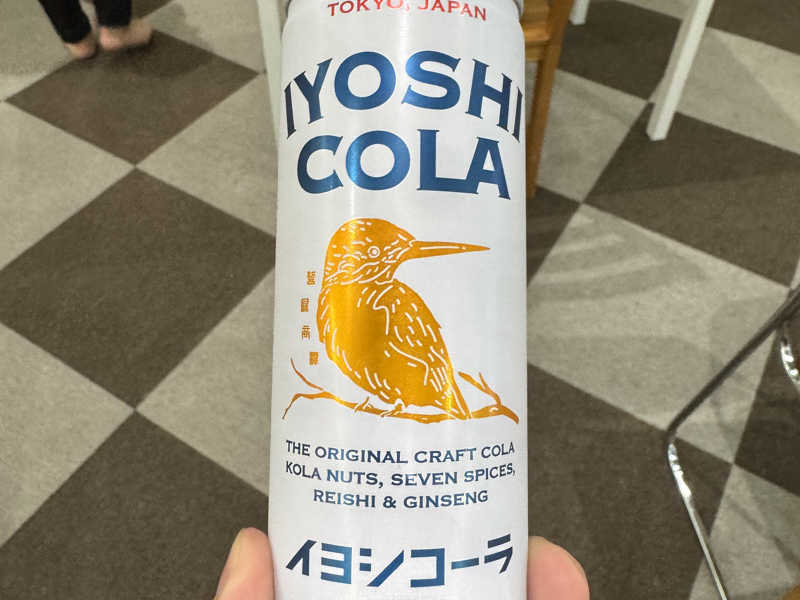 TOKYO, JAPAN
IYOSHI
COLA
THE ORIGINAL CRAFT COLA
KOLA NUTS, SEVEN SPICES,
REISHI & GINSENG
イヨシコーラ